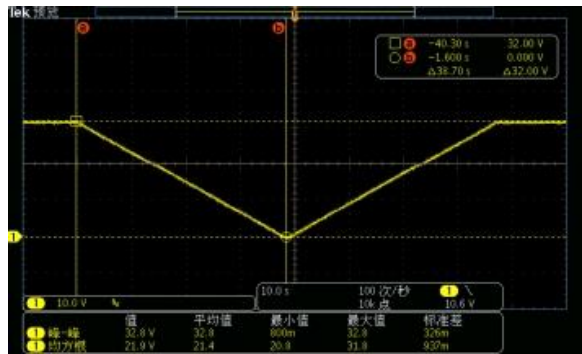 Tek 预览
a
b
a -40.30 s 32.00 V
b -1.600 s 0.000 V
△38.70 s △32.00 V
1
1 10.0 V
10.0 s 100 次/秒 1
10k 点 10.6 V
值 平均值 最小值 最大值 标准差
1 峰-峰 32.8 V 32.8 800m 32.8 326m
1 均方根 21.9 V 21.4 20.8 31.8 937m